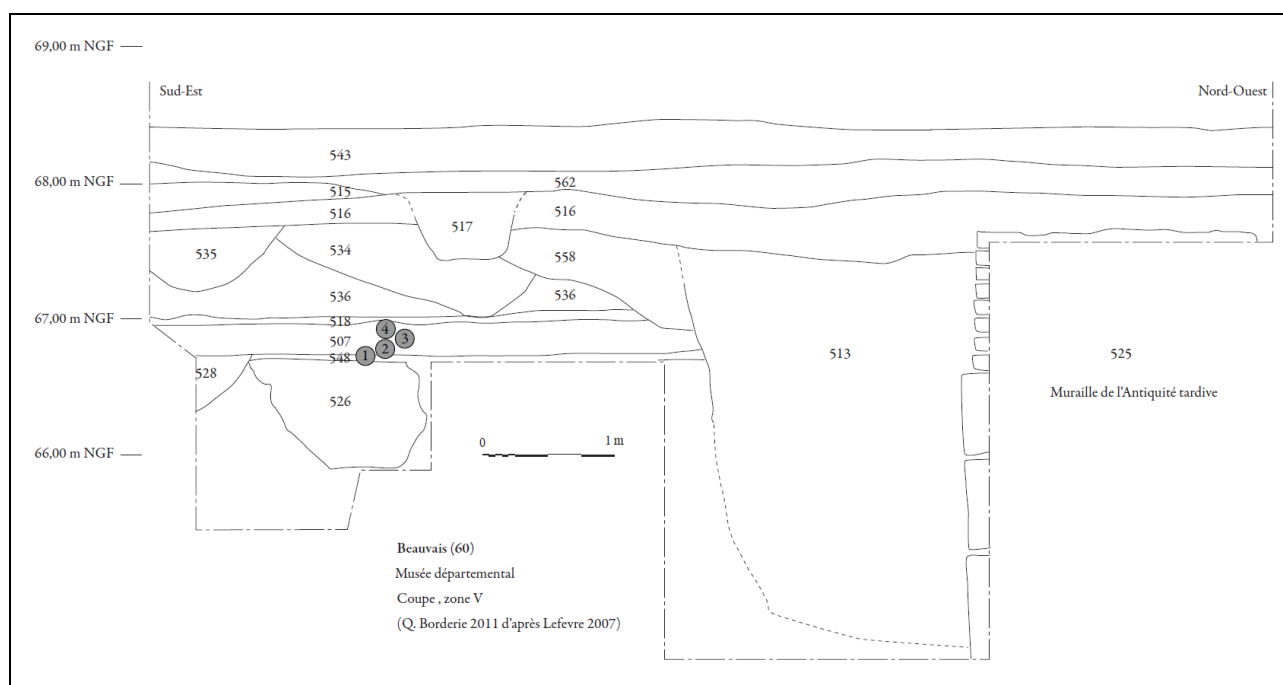 69,00 m NGF
Sud-Est
Nord-Ouest
543
68,00 m NGF
562
515
516
516
517
535
534
558
536
536
67,00 m NGF
518
4
3
507
2
1
548
513
525
528
Muraille de l'Antiquité tardive
526
0
1 m
66,00 m NGF
Beauvais (60)
Musée départemental
Coupe , zone V
(Q. Borderie 2011 d'après Lefevre 2007)